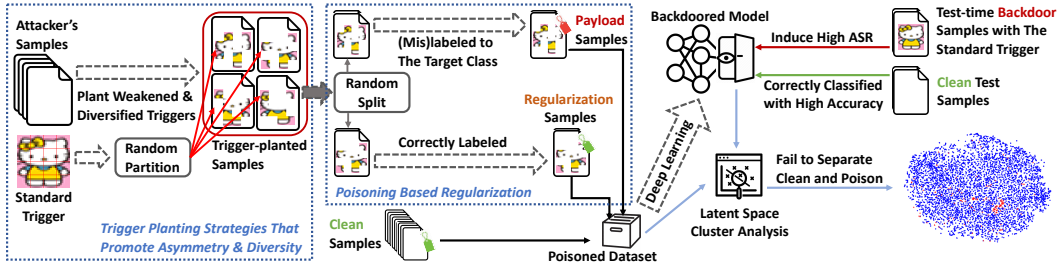 Attacker's
Samples
Plant Weakened &
Diversified Triggers
Random
Partition
Standard
Trigger
Trigger-planted
Samples
Trigger Planting Strategies That
Promote Asymmetry & Diversity
(Mis)labeled to
The Target Class
Payload
Samples
Random
Split
Regularization
Samples
Correctly Labeled
Poisoning Based Regularization
Clean
Samples
Poisoned Dataset
Deep Learning
Backdoored Model
Induce High ASR
Test-time Backdoor
Samples with The
Standard Trigger
Correctly Classified
with High Accuracy
Clean Test
Samples
Latent Space
Cluster Analysis
Fail to Separate
Clean and Poison